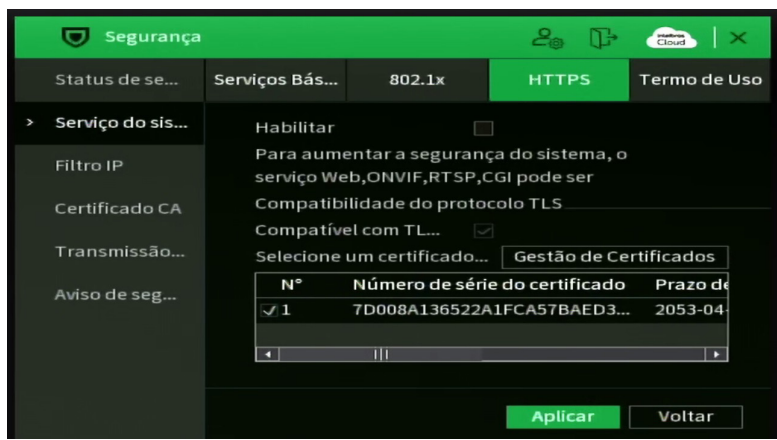 Segurança
intelbras
Cloud
Status de se...
Serviços Bás...
802.1x
HTTPS
Termo de Uso
Serviço do sis...
Filtro IP
Certificado CA
Transmissão...
Aviso de seg...
Habilitar
Para aumentar a segurança do sistema, o
serviço Web,ONVIF,RTSP,CGI pode ser
Compatibilidade do protocolo TLS
Compatível com TL...
Selecione um certificado...
Gestão de Certificados
N° Número de série do certificado Prazo de
1 7D008A136522A1FCA57BAED3... 2053-04-
Aplicar
Voltar